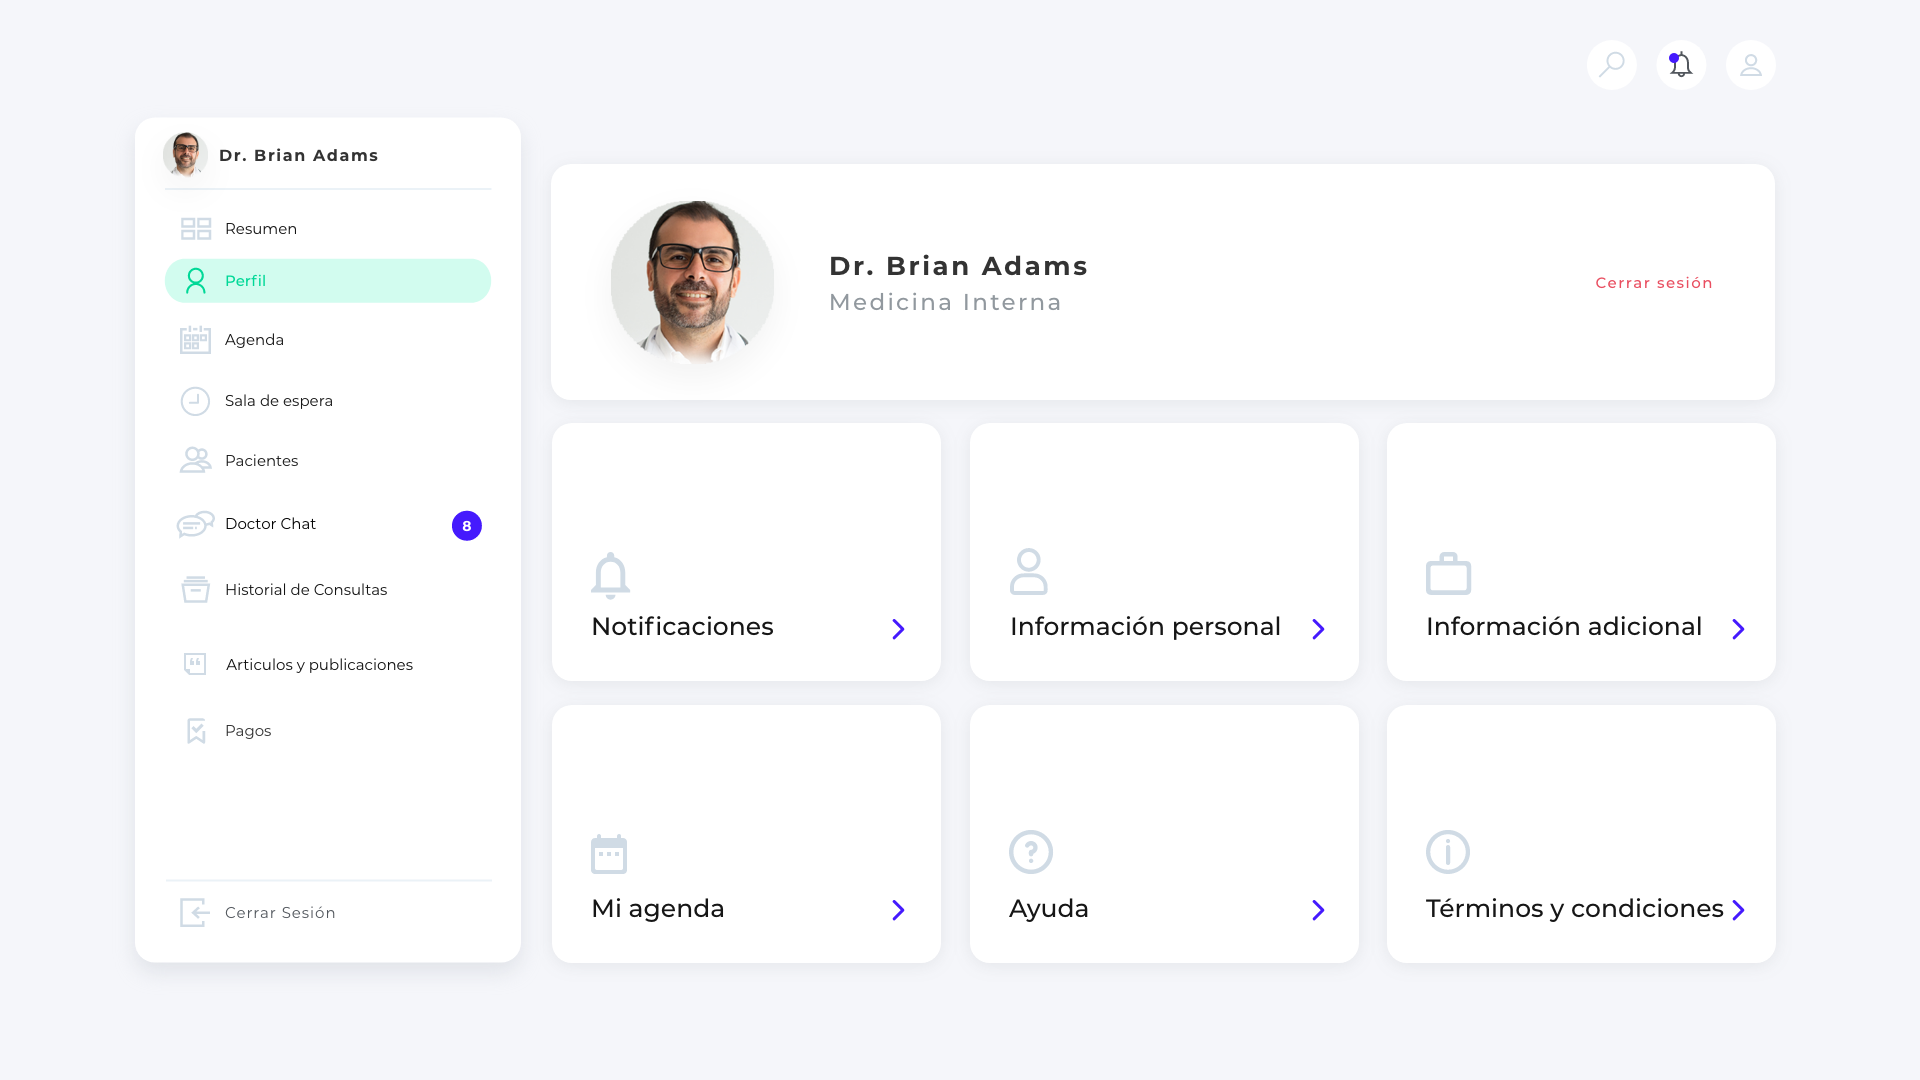 Dr. Brian Adams
Resumen
Perfil
Agenda
Sala de espera
Pacientes
Doctor Chat
8
Historial de Consultas
Articulos y publicaciones
Pagos
Cerrar Sesión
Dr. Brian Adams
Medicina Interna
Cerrar sesión
Notificaciones
Información personal
Información adicional
Mi agenda
Ayuda
Términos y condiciones